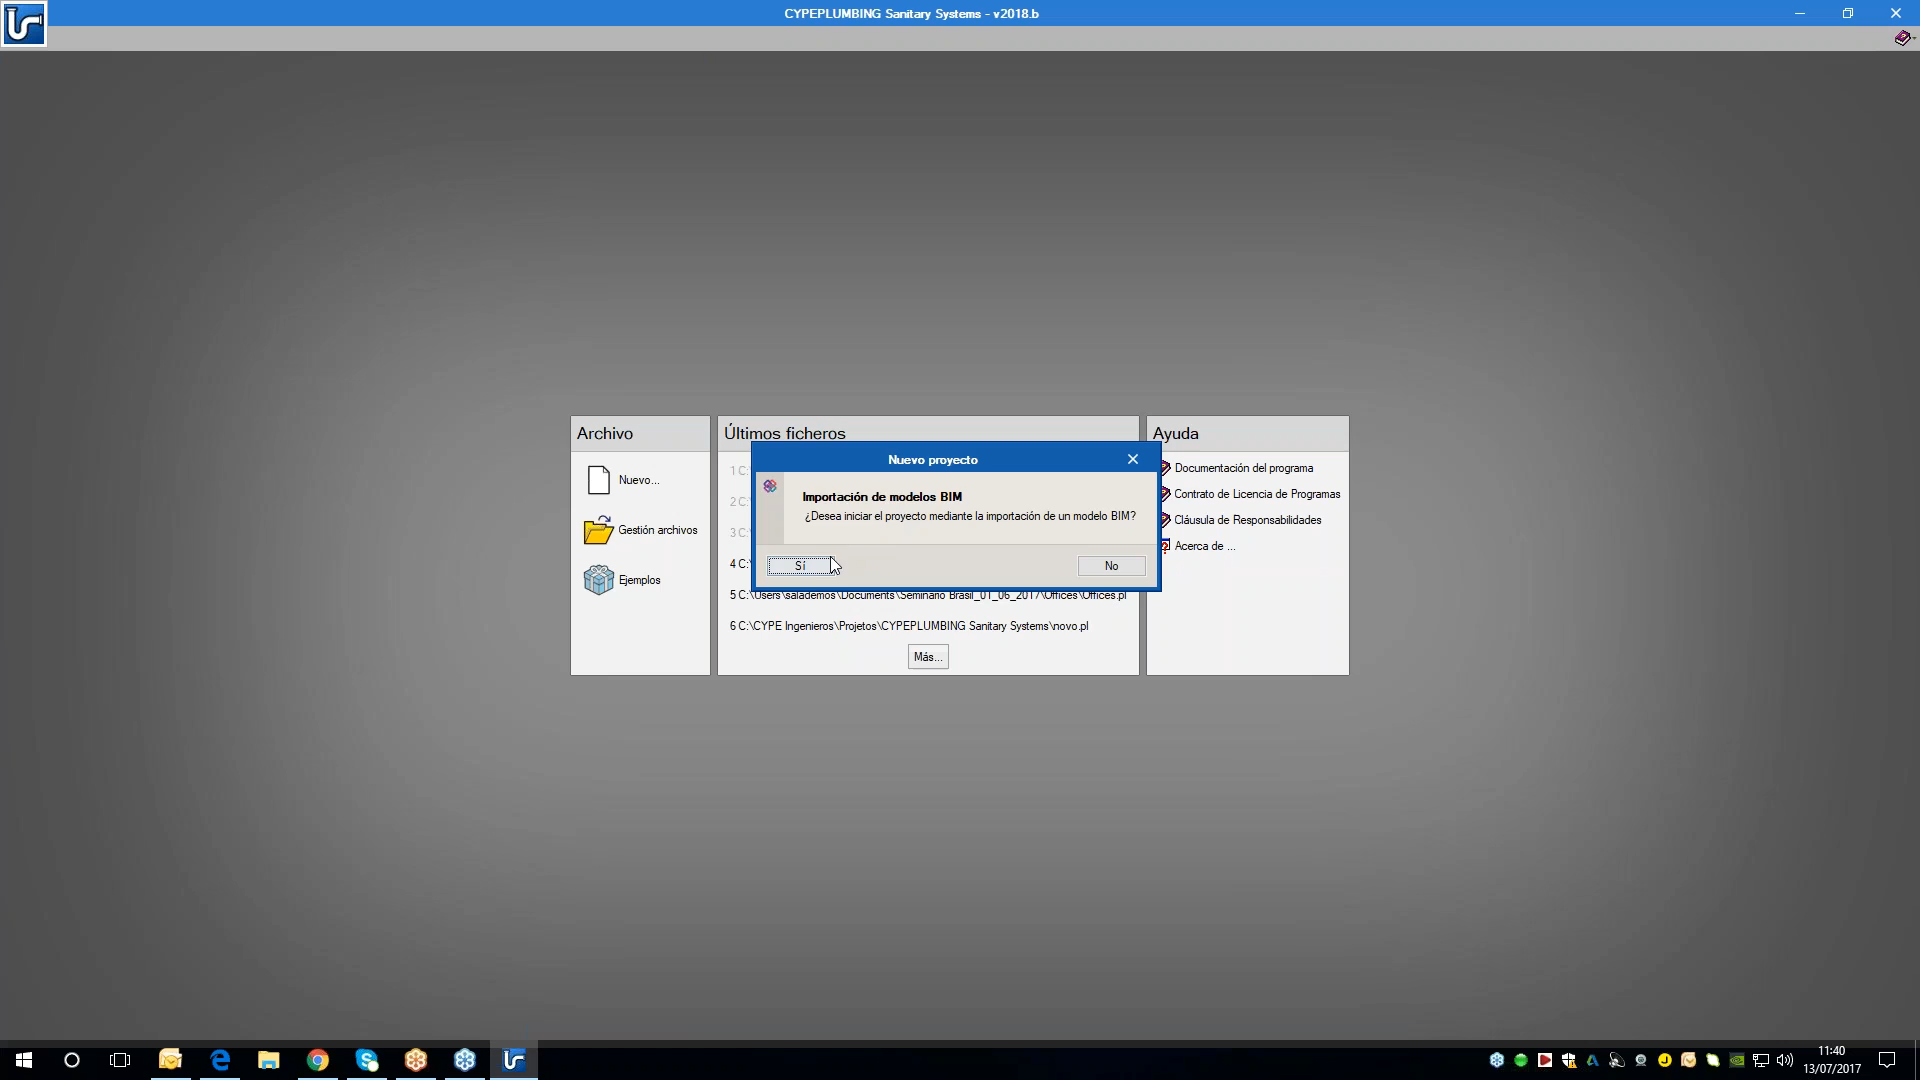 CYPEPLUMBING Sanitary Systems - v2018.b
Archivo
Nuevo...
Gestión archivos
Ejemplos
Últimos ficheros
1 C:\
2 C:
3 C:\
4 C:\
5 C:\Users\salademos\Documents\Seminario Brasil_01_06_2017\Offices\Offices.pl
6 C:\CYPE Ingenieros\Projetos\CYPEPLUMBING Sanitary Systems\novo.pl
Más...
Nuevo proyecto
Importación de modelos BIM
¿Desea iniciar el proyecto mediante la importación de un modelo BIM?
Sí
No
Ayuda
Documentación del programa
Contrato de Licencia de Programas
Cláusula de Responsabilidades
Acerca de ...
11:40
13/07/2017